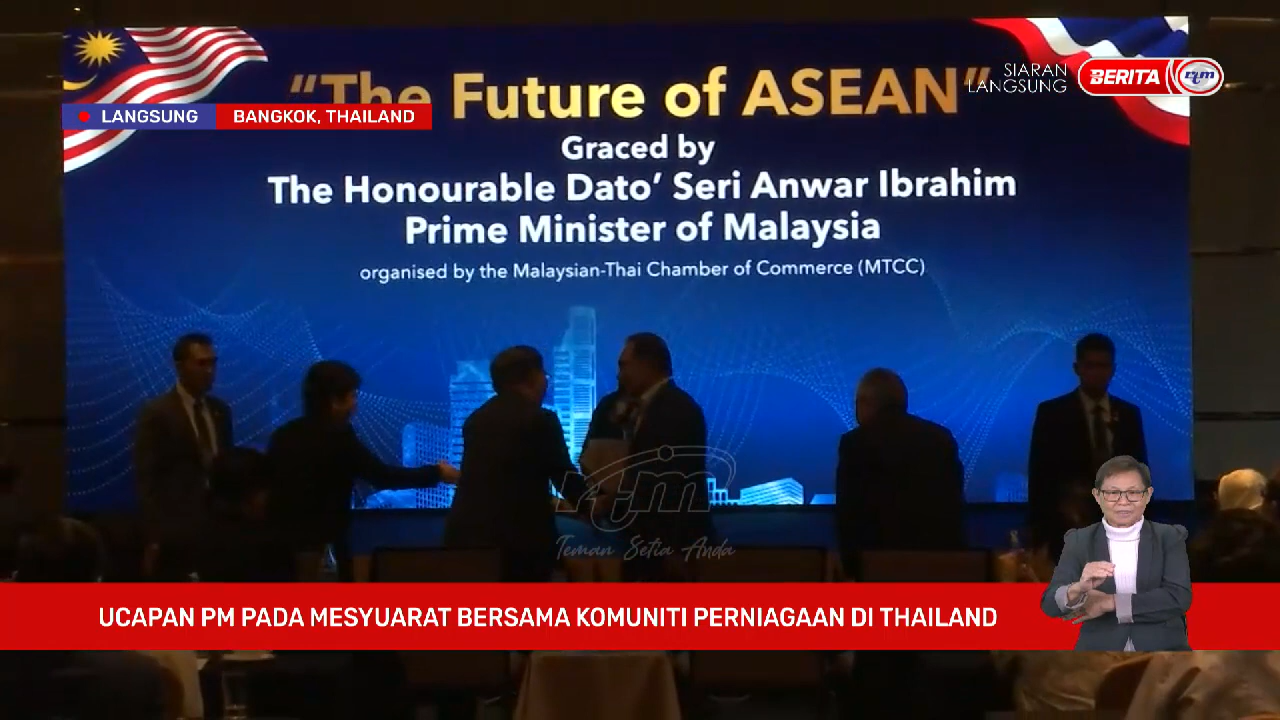 "The Future of ASEAN"
SIARAN
LANGSUNG
BERITA rtm
LANGSUNG
BANGKOK, THAILAND
Graced by
The Honourable Dato' Seri Anwar Ibrahim
Prime Minister of Malaysia
organised by the Malaysian-Thai Chamber of Commerce (MTCC)
rtm
Teman Setia Anda
UCAPAN PM PADA MESYUARAT BERSAMA KOMUNITI PERNIAGAAN DI THAILAND